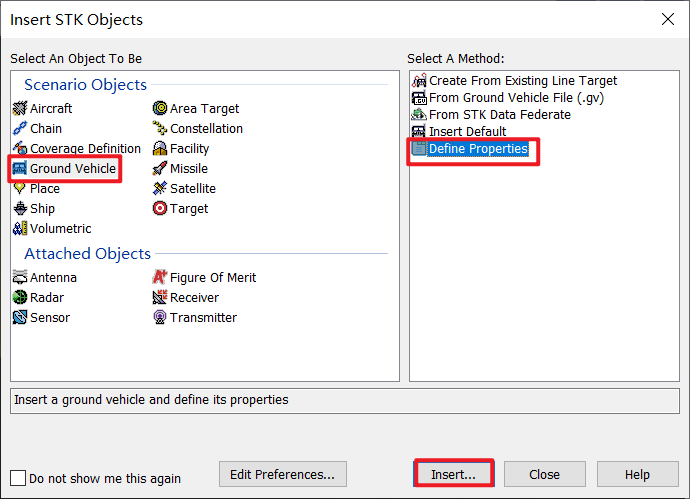 Insert STK Objects
Select An Object To Be
Select A Method:
Scenario Objects
Aircraft
Area Target
Chain
Constellation
Coverage Definition
Facility
Ground Vehicle
Missile
Place
Satellite
Ship
Target
Volumetric
Attached Objects
Antenna
Figure Of Merit
Radar
Receiver
Sensor
Transmitter
Create From Existing Line Target
From Ground Vehicle File (.gv)
From STK Data Federate
Insert Default
Define Properties
Insert a ground vehicle and define its properties
Do not show me this again
Edit Preferences...
Insert...
Close
Help